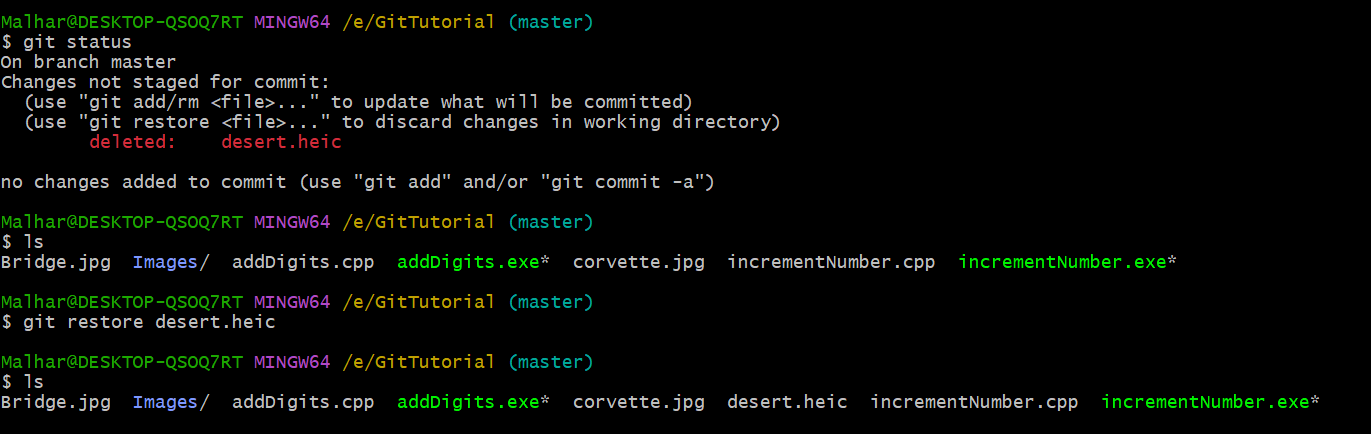 Malhar@DESKTOP-QSOQ7RT MINGW64 /e/GitTutorial (master)
$ git status
On branch master
Changes not staged for commit:
  (use "git add/rm <file>..." to update what will be committed)
  (use "git restore <file>..." to discard changes in working directory)
        deleted:    desert.heic

no changes added to commit (use "git add" and/or "git commit -a")

Malhar@DESKTOP-QSOQ7RT MINGW64 /e/GitTutorial (master)
$ ls
Bridge.jpg  Images/  addDigits.cpp  addDigits.exe*  corvette.jpg  incrementNumber.cpp  incrementNumber.exe*

Malhar@DESKTOP-QSOQ7RT MINGW64 /e/GitTutorial (master)
$ git restore desert.heic

Malhar@DESKTOP-QSOQ7RT MINGW64 /e/GitTutorial (master)
$ ls
Bridge.jpg  Images/  addDigits.cpp  addDigits.exe*  corvette.jpg  desert.heic  incrementNumber.cpp  incrementNumber.exe*